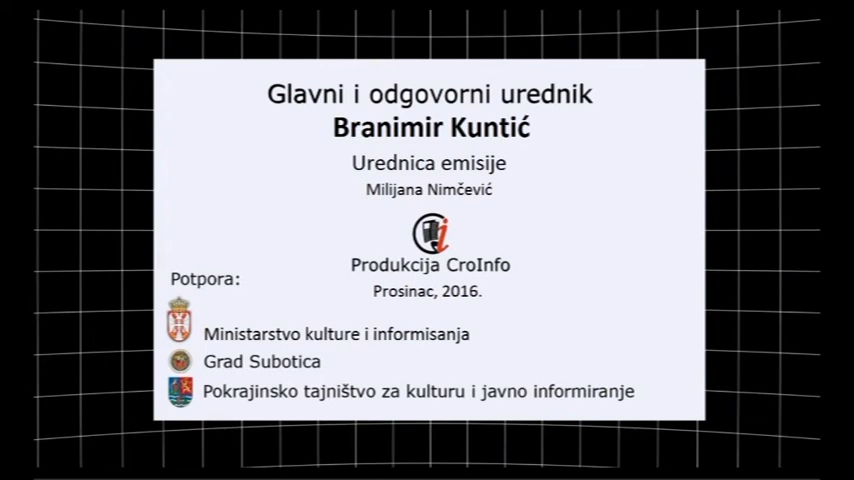 Glavni i odgovorni urednik
Branimir Kuntić
Urednica emisije
Milijana Nimčević
Produkcija CroInfo
Prosinac, 2016.
Potpora:
Ministarstvo kulture i informisanja
Grad Subotica
Pokrajinsko tajništvo za kulturu i javno informiranje